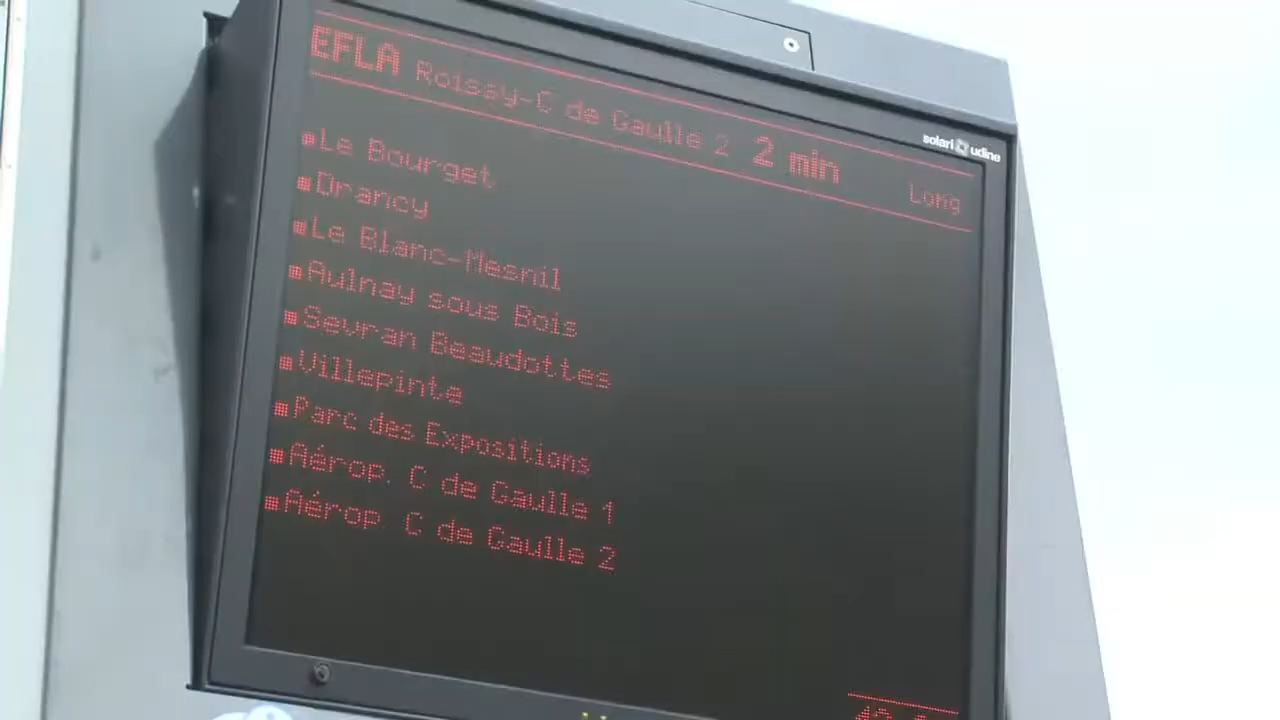 EFLA Roissy-C de Gaulle 2 2 min Long
solari udine
Le Bourget
Drancy
Le Blanc-Mesnil
Aulnay sous Bois
Sevran Beaudottes
Villepinte
Parc des Expositions
Aérop. C de Gaulle 1
Aérop. C de Gaulle 2